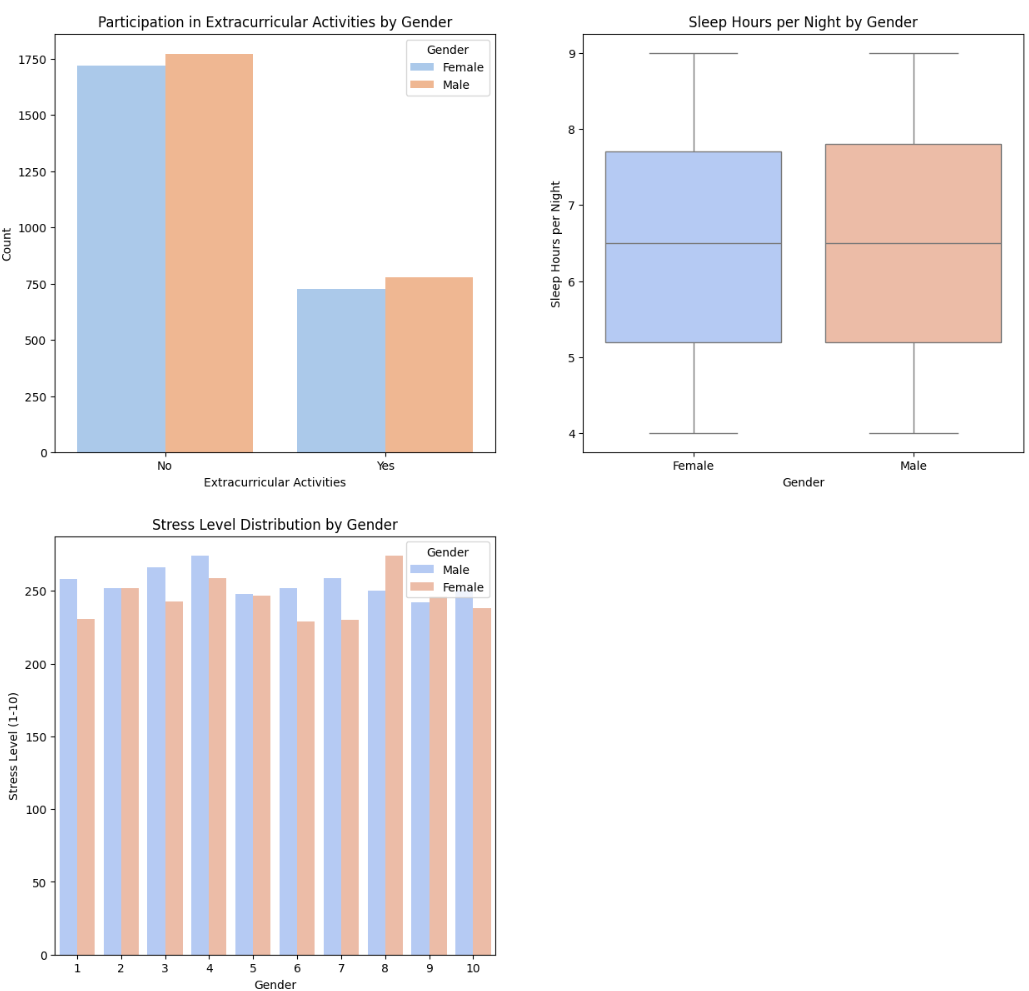 Participation in Extracurricular Activities by Gender
Gender
Female
Male
1750
1500
1250
1000
750
500
250
0
Count
No
Yes
Extracurricular Activities
Sleep Hours per Night by Gender
9
8
7
6
5
4
Sleep Hours per Night
Female
Male
Gender
Stress Level Distribution by Gender
Gender
Male
Female
250
200
150
100
50
0
Stress Level (1-10)
1 2 3 4 5 6 7 8 9 10
Gender